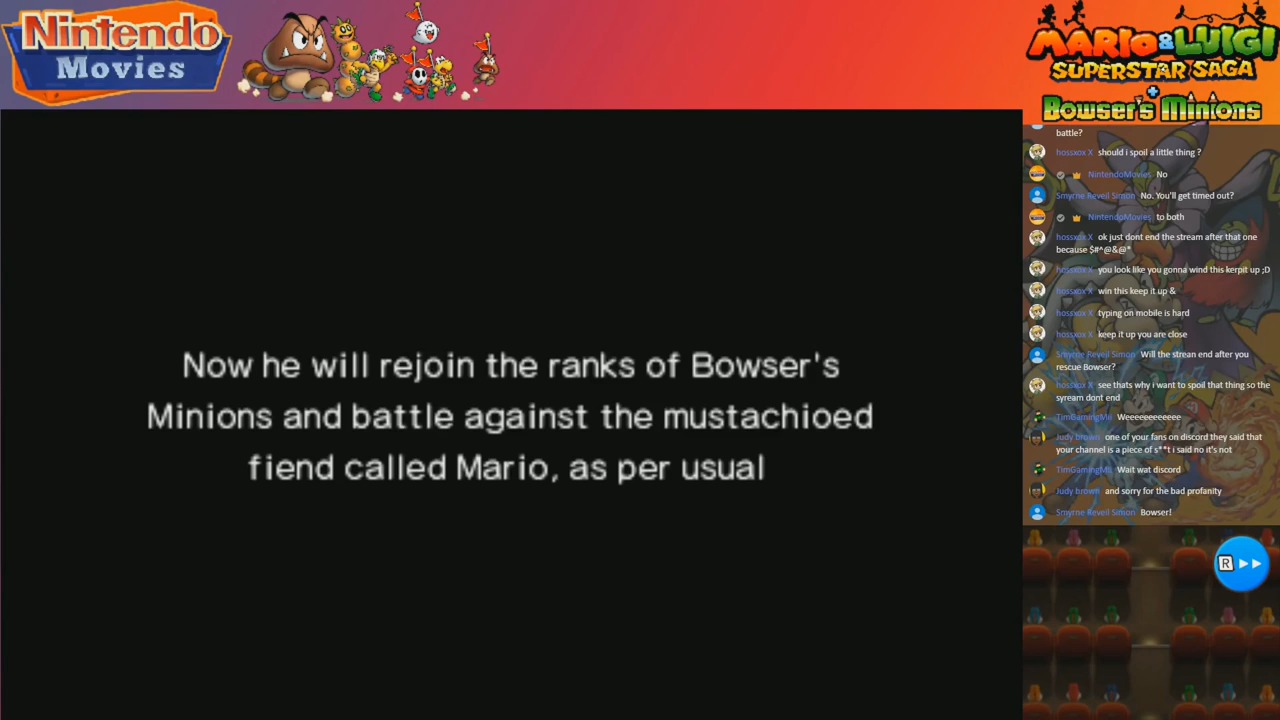 Nintendo
Movies
MARIO & LUIGI
SUPERSTAR SAGA
+
Bowser's Minions
Now he will rejoin the ranks of Bowser's
Minions and battle against the mustachioed
fiend called Mario, as per usual
battle?
hossxox X should i spoil a little thing ?
NintendoMovies No
Smyrne Reveil Simon No. You'll get timed out?
NintendoMovies to both
hossxox X ok just dont end the stream after that one
because $#^@&@*
hossxox X you look like you gonna wind this kerpit up ;D
hossxox X win this keep it up &
hossxox X typing on mobile is hard
hossxox X keep it up you are close
Smyrne Reveil Simon Will the strean end after you
rescue Bowser?
hossxox X see thats why i want to spoil that thing so the
syream dont end
TimGamingMii Weeeeeeeeeeee
Judy brown one of your fans on discord they said that
your channel is a piece of s**t i said no it's not
TimGamingMii Wait wat discord
Judy brown and sorry for the bad profanity
Smyrne Reveil Simon Bowser!
R